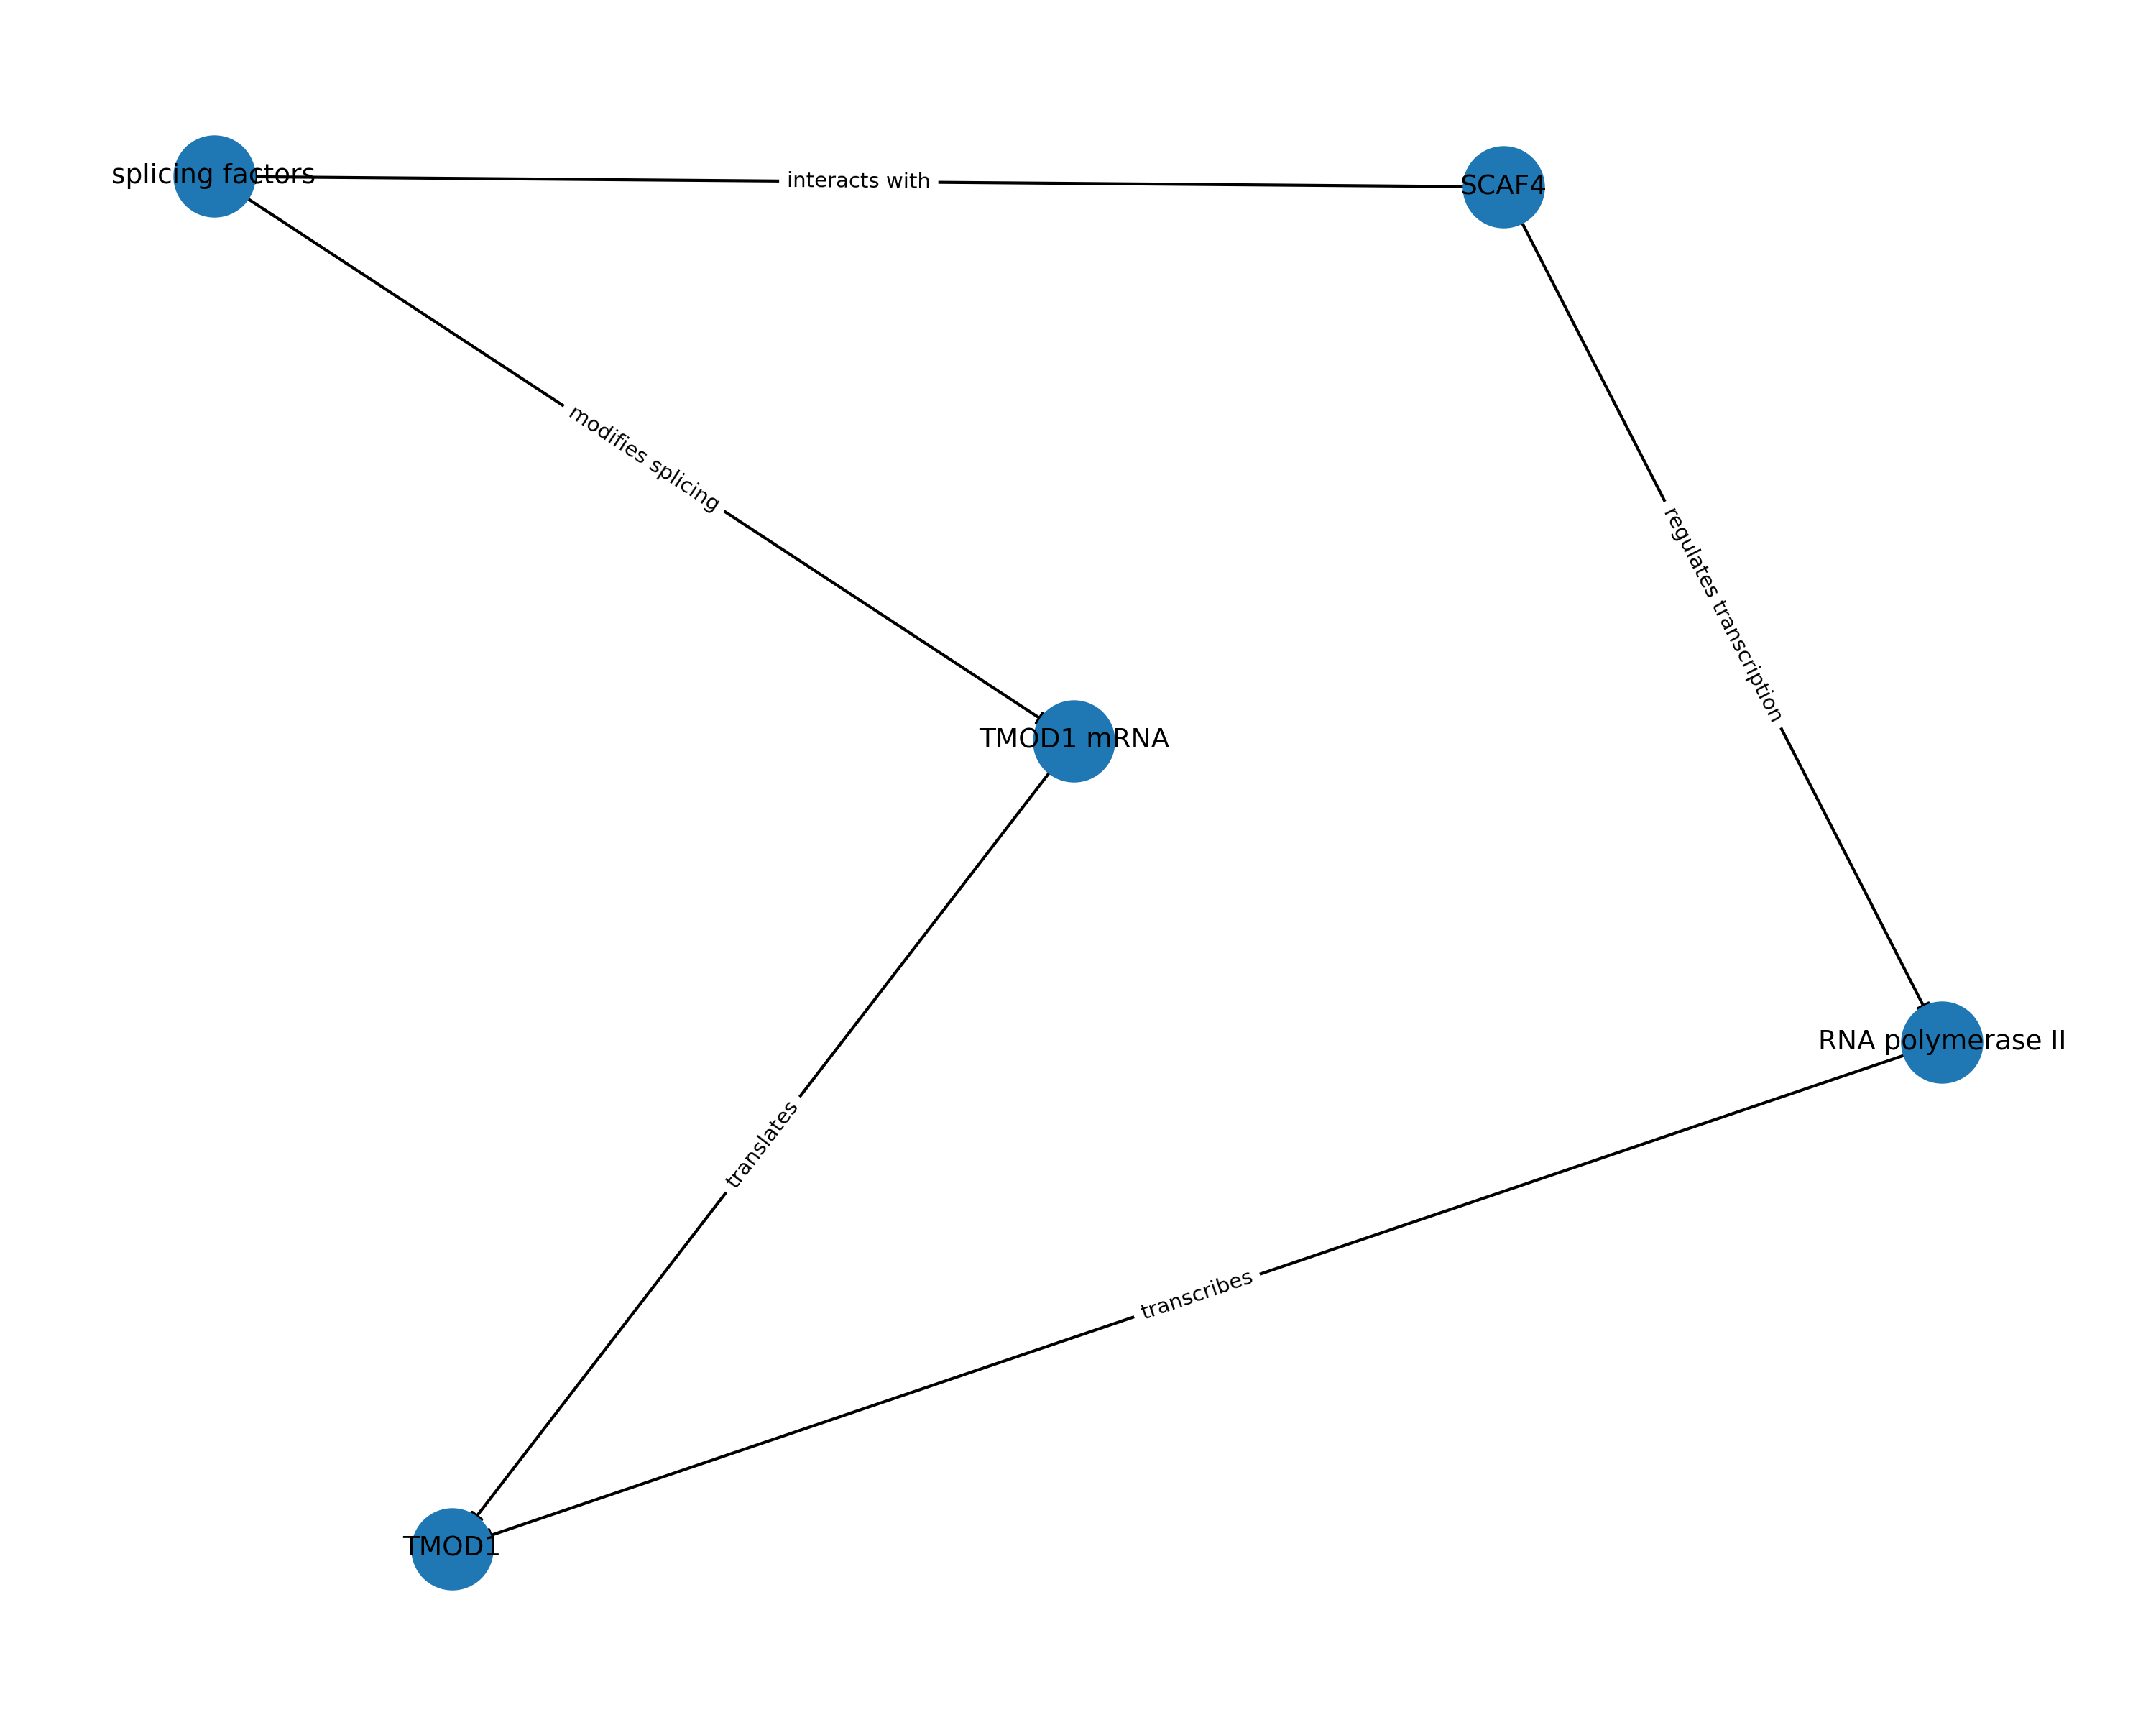 splicing factors
interacts with
SCAF4
modifies splicing
regulates transcription
TMOD1 mRNA
RNA polymerase II
translates
transcribes
TMOD1